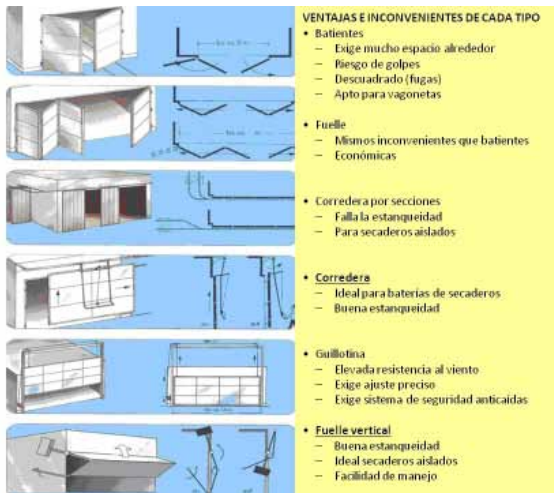 VENTAJAS E INCONVENIENTES DE CADA TIPO
• Batientes
– Exige mucho espacio alrededor
– Riesgo de golpes
– Descuadrado (fugas)
– Apto para vagonetas
• Fuelle
– Mismos inconvenientes que batientes
– Económicas
• Corredera por secciones
– Falla la estanqueidad
– Para secaderos aislados
• Corredera
– Ideal para baterías de secaderos
– Buena estanqueidad
• Guillotina
– Elevada resistencia al viento
– Exige ajuste preciso
– Exige sistema de seguridad anticaídas
• Fuelle vertical
– Buena estanqueidad
– Ideal secaderos aislados
– Facilidad de manejo